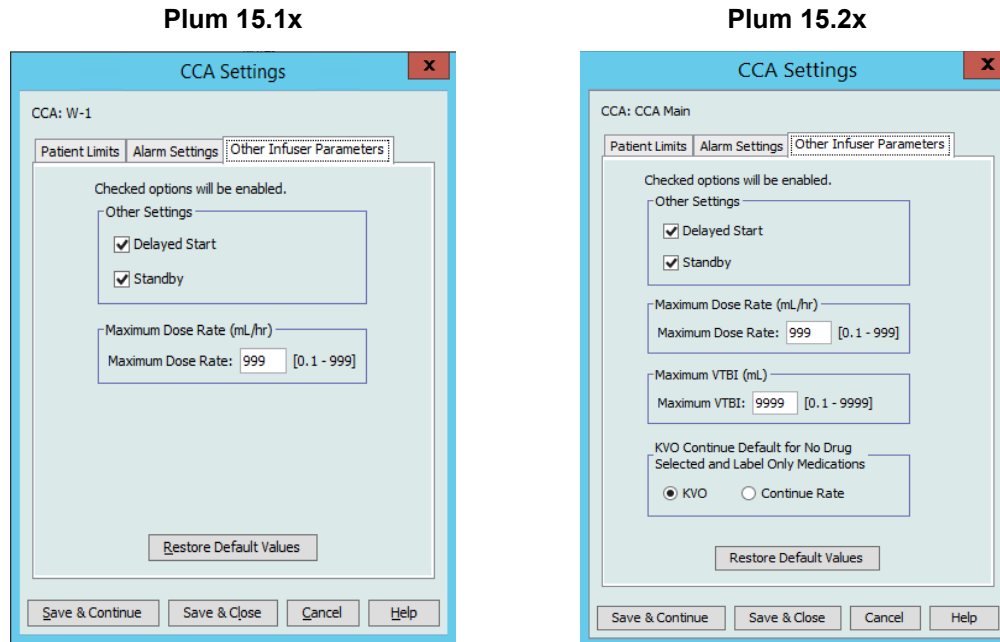 Plum 15.1x
CCA Settings
x
CCA: W-1
Patient Limits Alarm Settings Other Infuser Parameters
Checked options will be enabled.
Other Settings
Delayed Start
Standby
Maximum Dose Rate (mL/hr)
Maximum Dose Rate: 999 [0.1 - 999]
Restore Default Values
Save & Continue Save & Close Cancel Help
Plum 15.2x
CCA Settings
x
CCA: CCA Main
Patient Limits Alarm Settings Other Infuser Parameters
Checked options will be enabled.
Other Settings
Delayed Start
Standby
Maximum Dose Rate (mL/hr)
Maximum Dose Rate: 999 [0.1 - 999]
Maximum VTBI (mL)
Maximum VTBI: 9999 [0.1 - 9999]
KVO Continue Default for No Drug
Selected and Label Only Medications
KVO Continue Rate
Restore Default Values
Save & Continue Save & Close Cancel Help